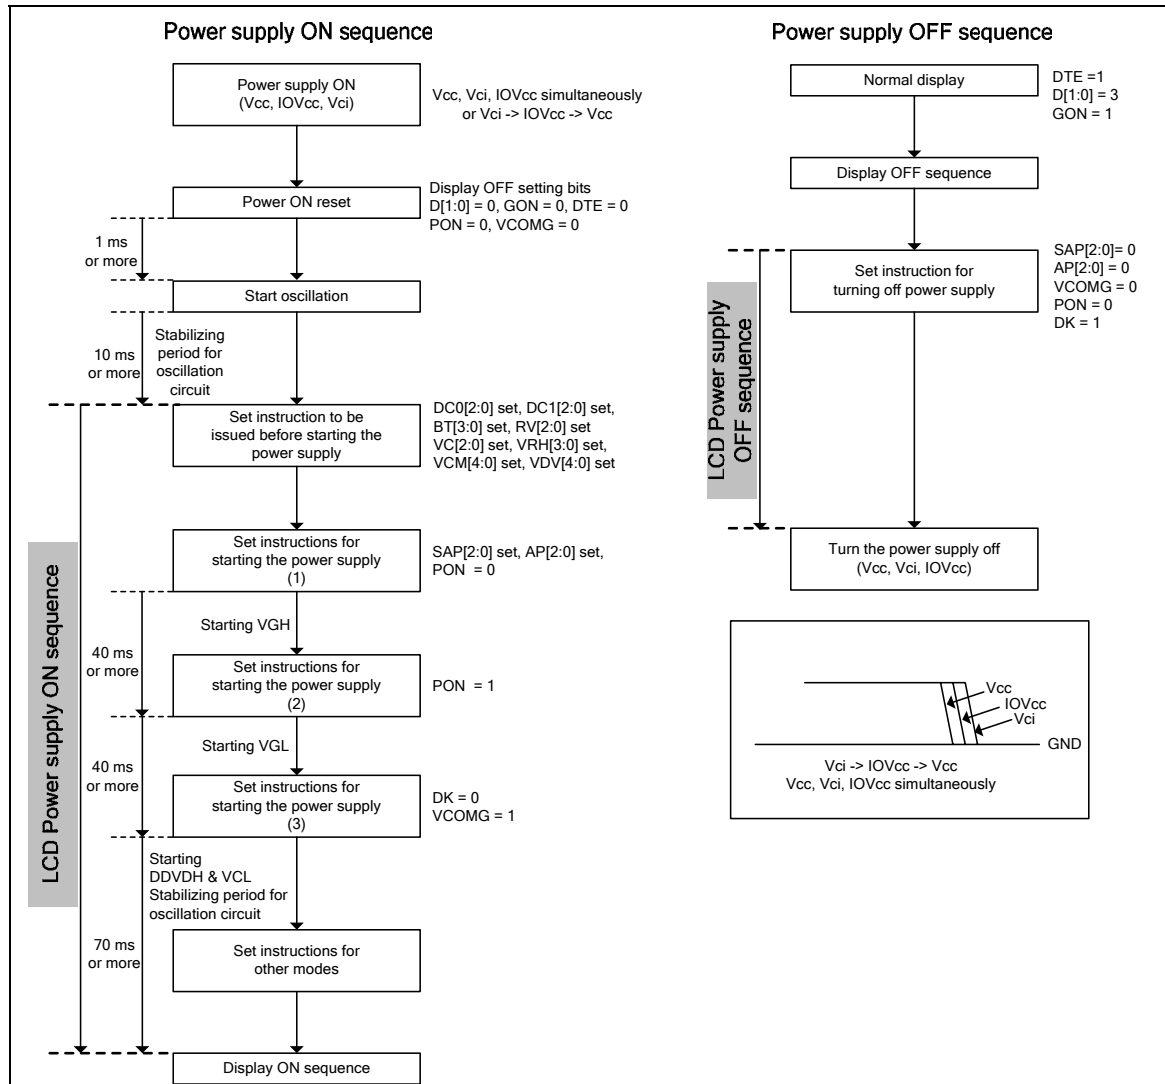 Power supply ON sequence
Power supply ON
(Vcc, IOVcc, Vci)
Vcc, Vci, IOVcc simultaneously
or Vci -> IOVcc -> Vcc
Power ON reset
Display OFF setting bits
D[1:0] = 0, GON = 0, DTE = 0
PON = 0, VCOMG = 0
1 ms
or more
Start oscillation
10 ms
or more
Stabilizing
period for
oscillation
circuit
Set instruction to be
issued before starting the
power supply
DC0[2:0] set, DC1[2:0] set,
BT[3:0] set, RV[2:0] set
VC[2:0] set, VRH[3:0] set,
VCM[4:0] set, VDV[4:0] set
LCD Power supply ON sequence
Set instructions for
starting the power supply
(1)
SAP[2:0] set, AP[2:0] set,
PON = 0
Starting VGH
40 ms
or more
Set instructions for
starting the power supply
(2)
PON = 1
Starting VGL
40 ms
or more
Set instructions for
starting the power supply
(3)
DK = 0
VCOMG = 1
Starting
DDVDH & VCL
Stabilizing period for
oscillation circuit
70 ms
or more
Set instructions for
other modes
Display ON sequence
Power supply OFF sequence
Normal display
DTE =1
D[1:0] = 3
GON = 1
Display OFF sequence
LCD Power supply
OFF sequence
Set instruction for
turning off power supply
SAP[2:0]= 0
AP[2:0] = 0
VCOMG = 0
PON = 0
DK = 1
Turn the power supply off
(Vcc, Vci, IOVcc)
Vcc
IOVcc
Vci
GND
Vci -> IOVcc -> Vcc
Vcc, Vci, IOVcc simultaneously